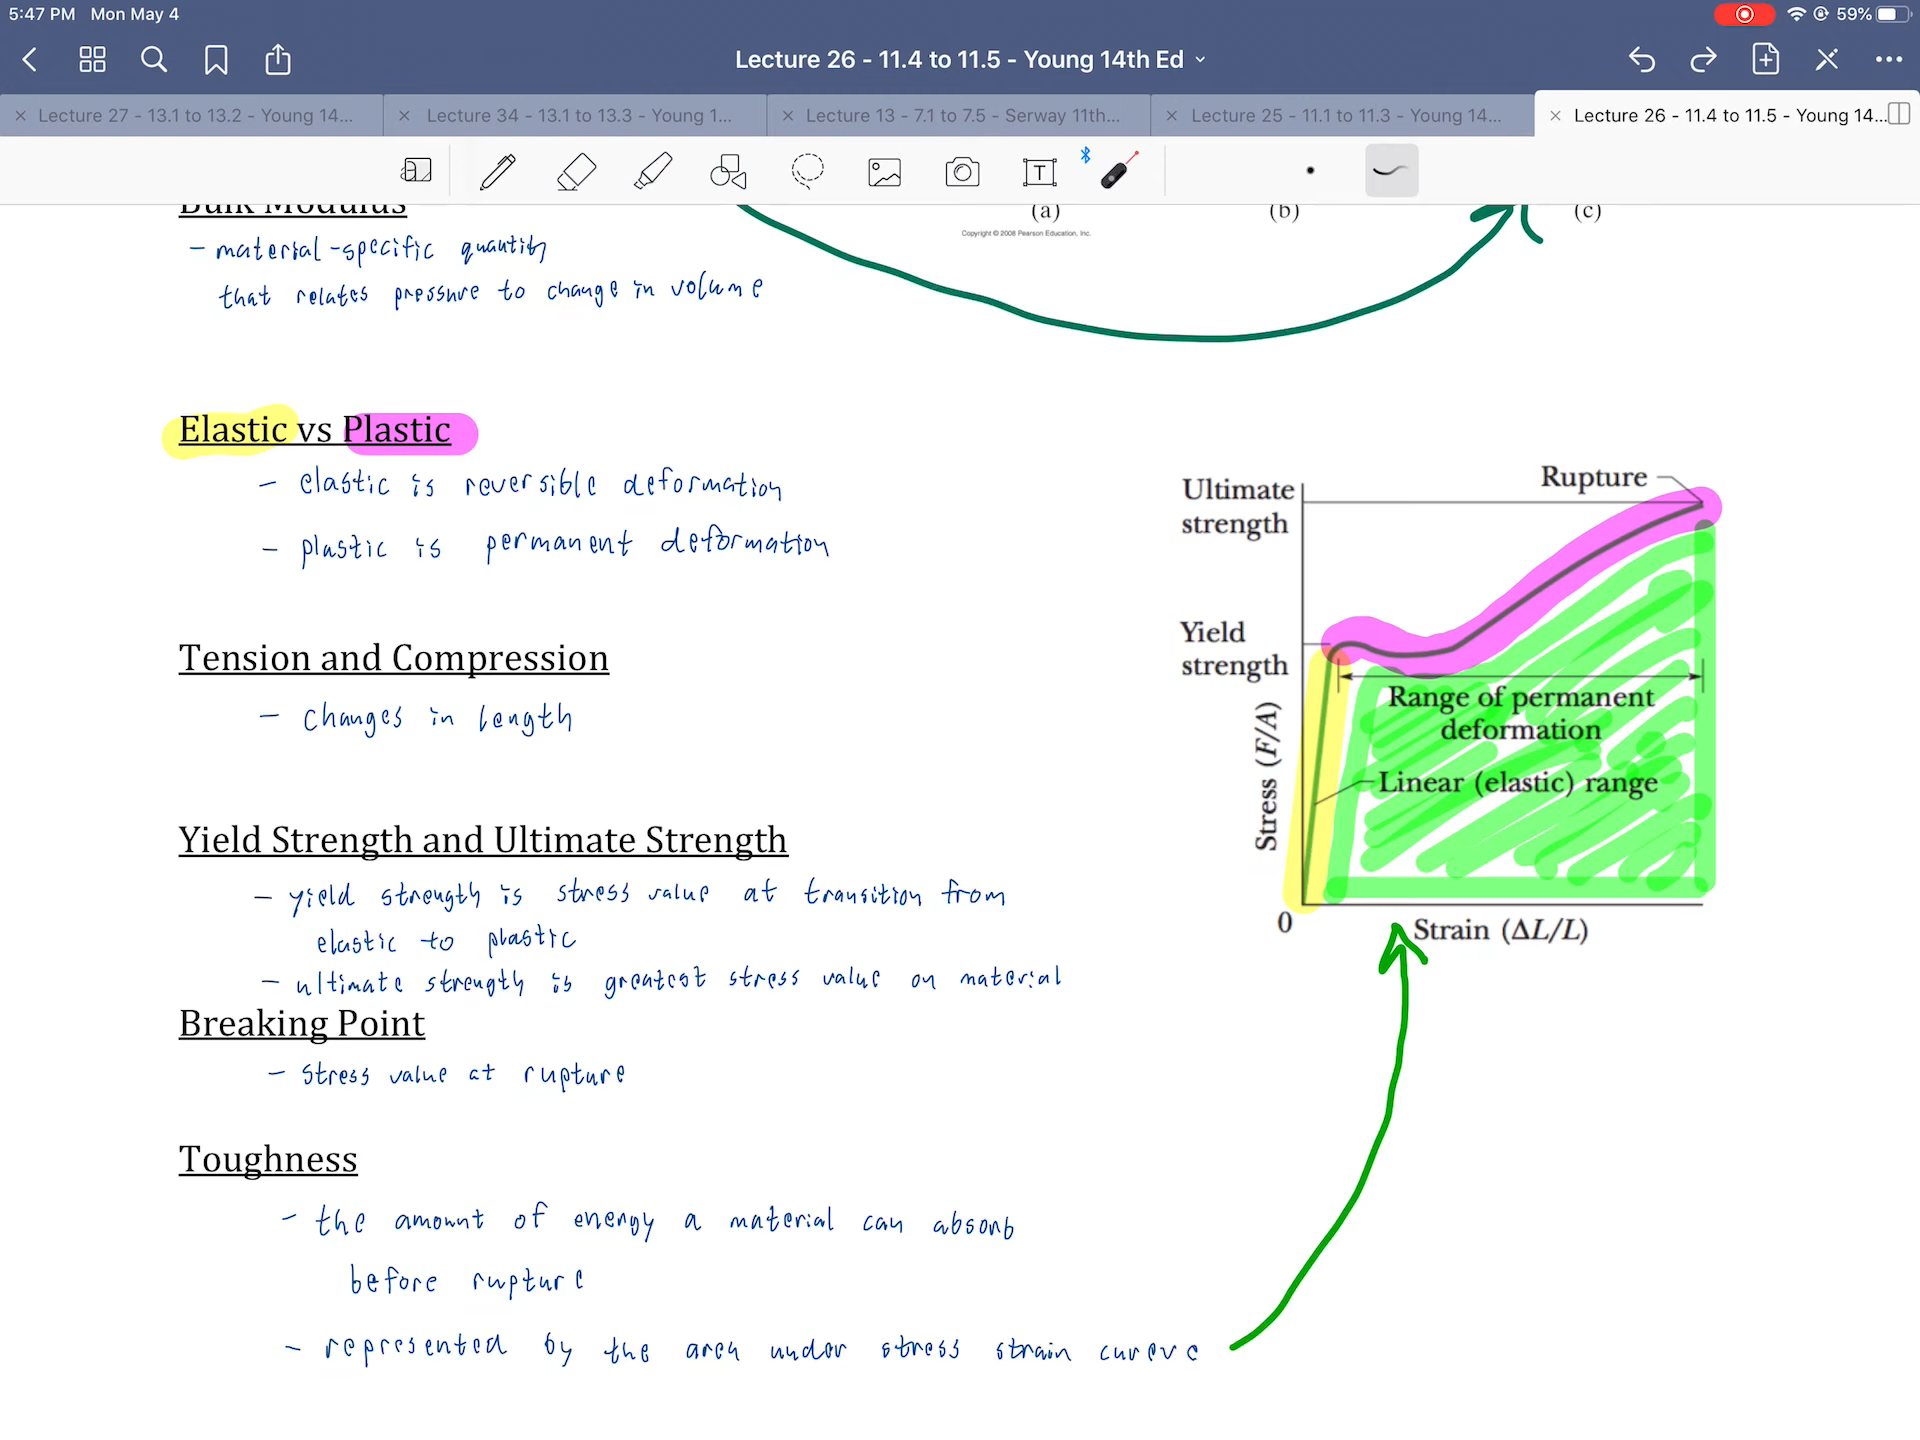 5:47 PM Mon May 4
59%
Lecture 26 - 11.4 to 11.5 - Young 14th Ed
Lecture 27 - 13.1 to 13.2 - Young 14...
Lecture 34 - 13.1 to 13.3 - Young 1...
Lecture 13 - 7.1 to 7.5 - Serway 11th...
Lecture 25 - 11.1 to 11.3 - Young 14...
Lecture 26 - 11.4 to 11.5 - Young 14...
T
Bulk Modulus
(a) (b) (c)
Copyright © 2008 Pearson Education, Inc.
- material-specific quantity
that relates pressure to change in volume
Elastic vs Plastic
- elastic is reversible deformation
- plastic is permanent deformation
Tension and Compression
- changes in length
Yield Strength and Ultimate Strength
- yield strength is stress value at transition from
elastic to plastic
- ultimate strength is greatest stress value on material
Breaking Point
- stress value at rupture
Toughness
- the amount of energy a material can absorb
before rupture
- represented by the area under stress strain cureve
Ultimate
strength
Rupture
Yield
strength
Range of permanent
deformation
Linear (elastic) range
Stress (F/A)
0
Strain (ΔL/L)